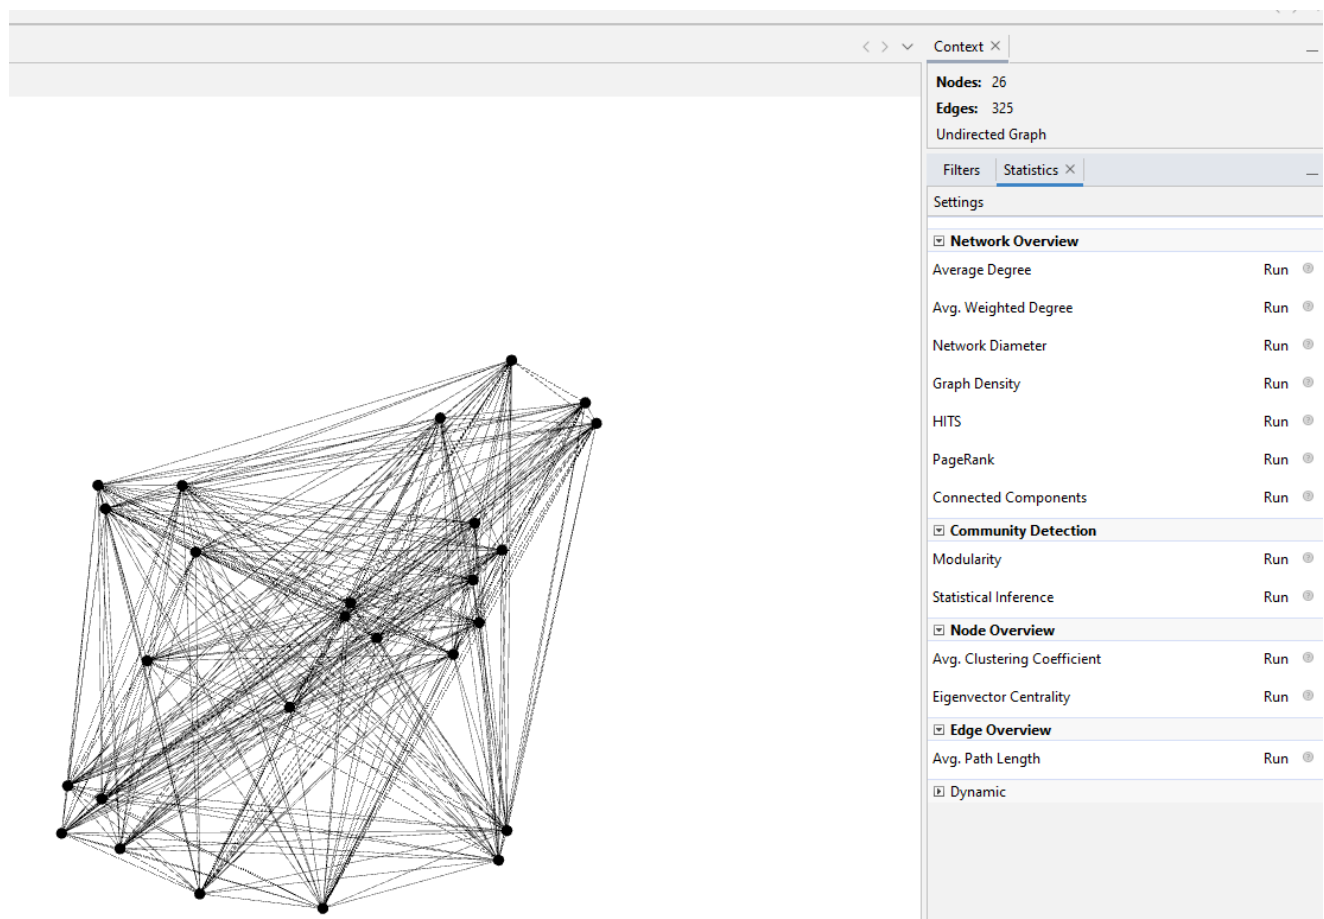 Context
Nodes: 26
Edges: 325
Undirected Graph
Filters Statistics
Settings
Network Overview
Average Degree Run
Avg. Weighted Degree Run
Network Diameter Run
Graph Density Run
HITS Run
PageRank Run
Connected Components Run
Community Detection
Modularity Run
Statistical Inference Run
Node Overview
Avg. Clustering Coefficient Run
Eigenvector Centrality Run
Edge Overview
Avg. Path Length Run
Dynamic